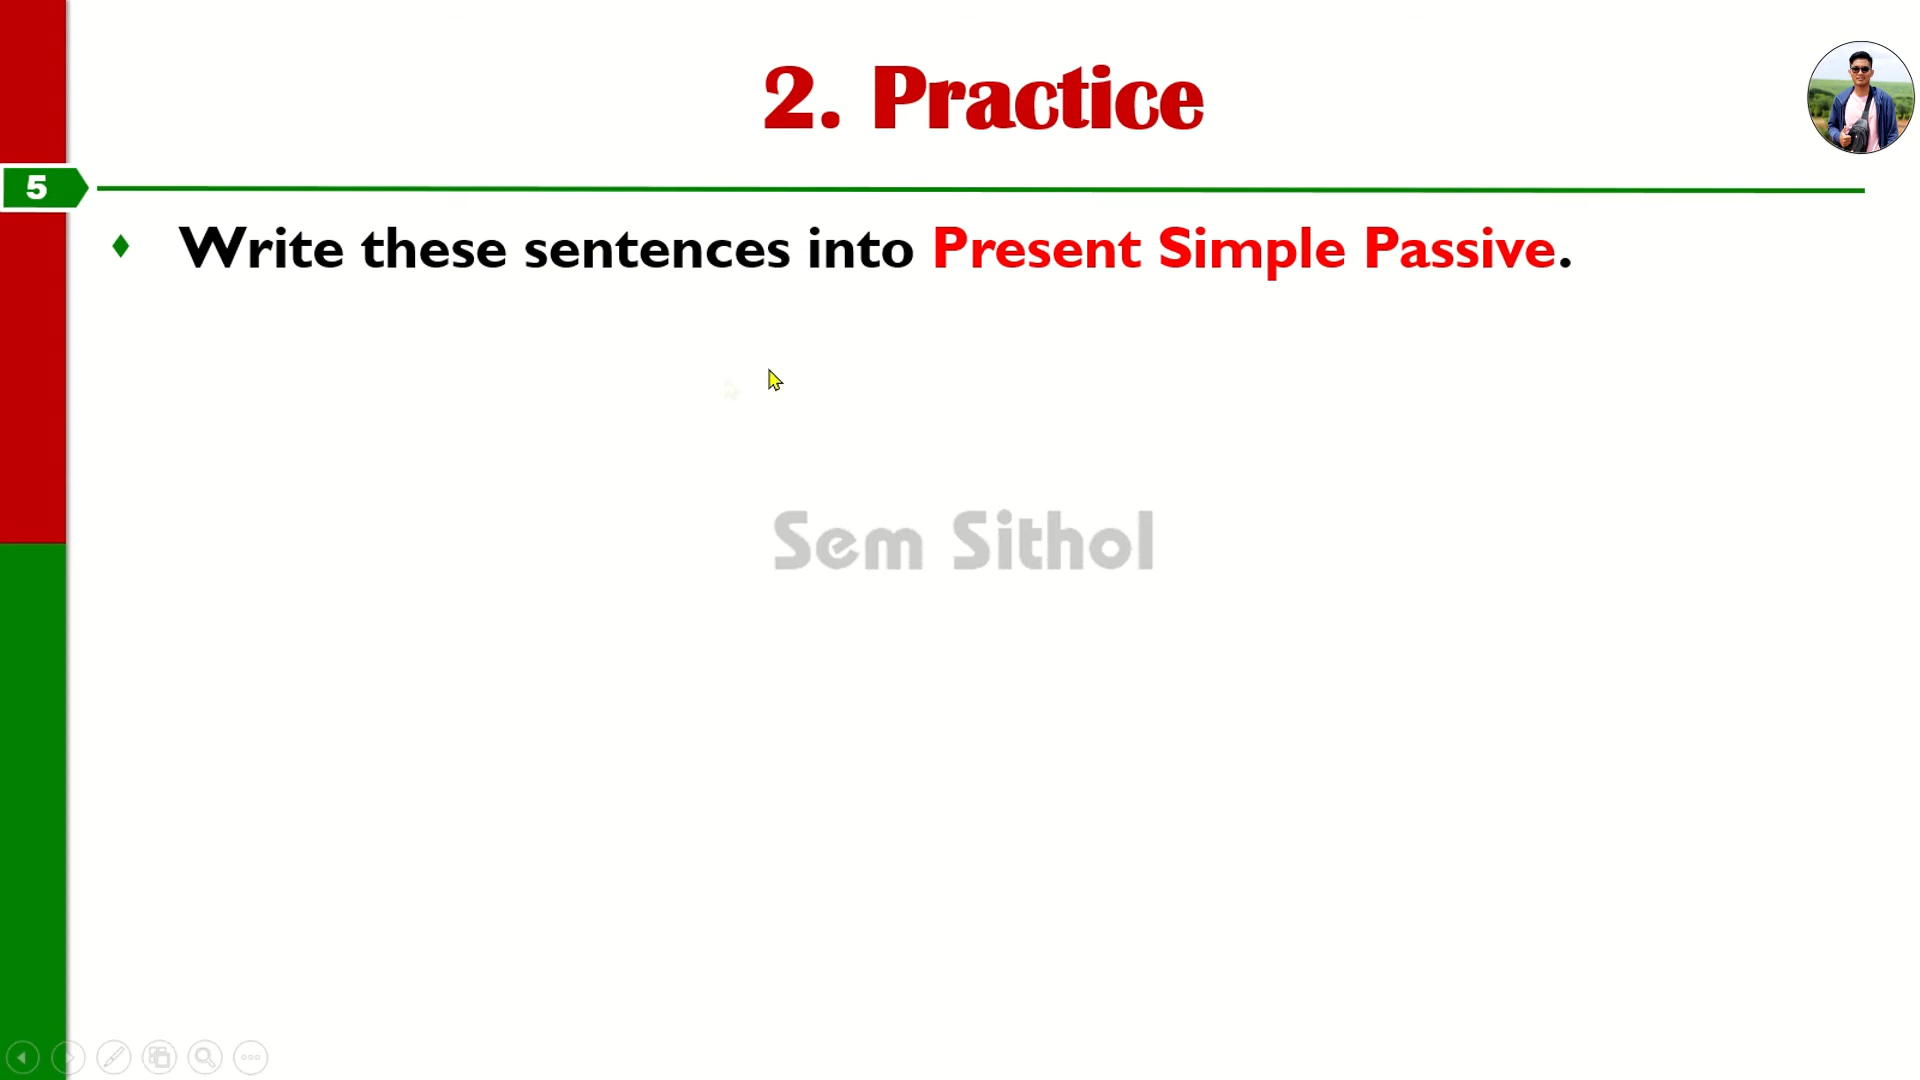 2. Practice
5
Write these sentences into Present Simple Passive.
Sem Sithol